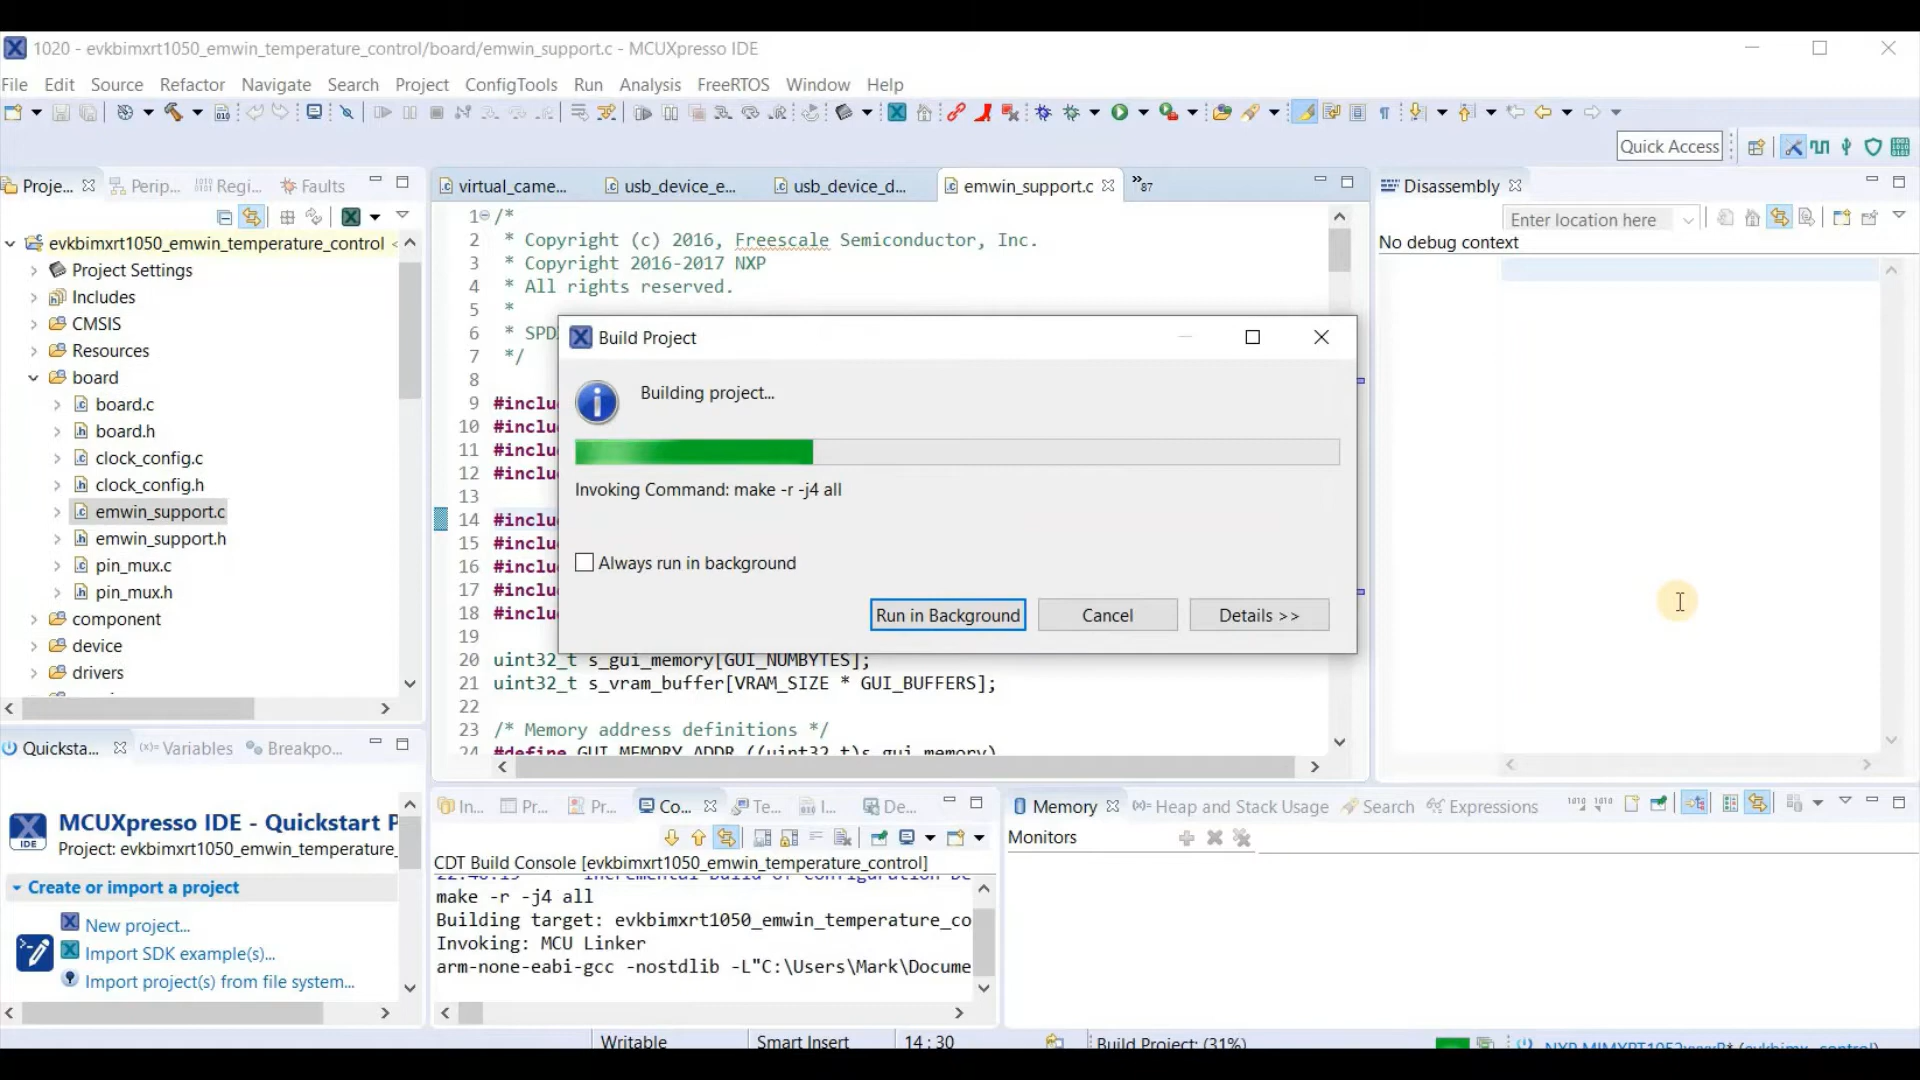 1020 - evkbimxrt1050_emwin_temperature_control/board/emwin_support.c - MCUXpresso IDE
File Edit Source Refactor Navigate Search Project ConfigTools Run Analysis FreeRTOS Window Help
Quick Access
Proje... Perip... Regi... Faults
evkbimxrt1050_emwin_temperature_control <
Project Settings
Includes
CMSIS
Resources
board
board.c
board.h
clock_config.c
clock_config.h
emwin_support.c
emwin_support.h
pin_mux.c
pin_mux.h
component
device
drivers
virtual_came... usb_device_e... usb_device_d... emwin_support.c »87
1 /*
2 * Copyright (c) 2016, Freescale Semiconductor, Inc.
3 * Copyright 2016-2017 NXP
4 * All rights reserved.
5 *
6 * SPD
7 */
8
9 #inclu
10 #inclu
11 #inclu
12 #inclu
13
14 #inclu
15 #inclu
16 #inclu
17 #inclu
18 #inclu
19
20 uint32_t s_gui_memory[GUI_NUMBYTES];
21 uint32_t s_vram_buffer[VRAM_SIZE * GUI_BUFFERS];
22
23 /* Memory address definitions */
24 #define GUI_MEMORY_ADDR ((uint32_t)s_gui_memory)
Build Project
Building project...
Invoking Command: make -r -j4 all
Always run in background
Run in Background Cancel Details >>
Disassembly
Enter location here
No debug context
Quicksta... (x)= Variables Breakpo...
MCUXpresso IDE - Quickstart P
Project: evkbimxrt1050_emwin_temperature_
IDE
Create or import a project
New project...
Import SDK example(s)...
Import project(s) from file system...
In... Pr... Pr... Co... Te... I... De...
CDT Build Console [evkbimxrt1050_emwin_temperature_control]
make -r -j4 all
Building target: evkbimxrt1050_emwin_temperature_co
Invoking: MCU Linker
arm-none-eabi-gcc -nostdlib -L"C:\Users\Mark\Docume
Memory (x)= Heap and Stack Usage Search Expressions
Monitors
Writable Smart Insert 14 : 30 Build Project: (31%)